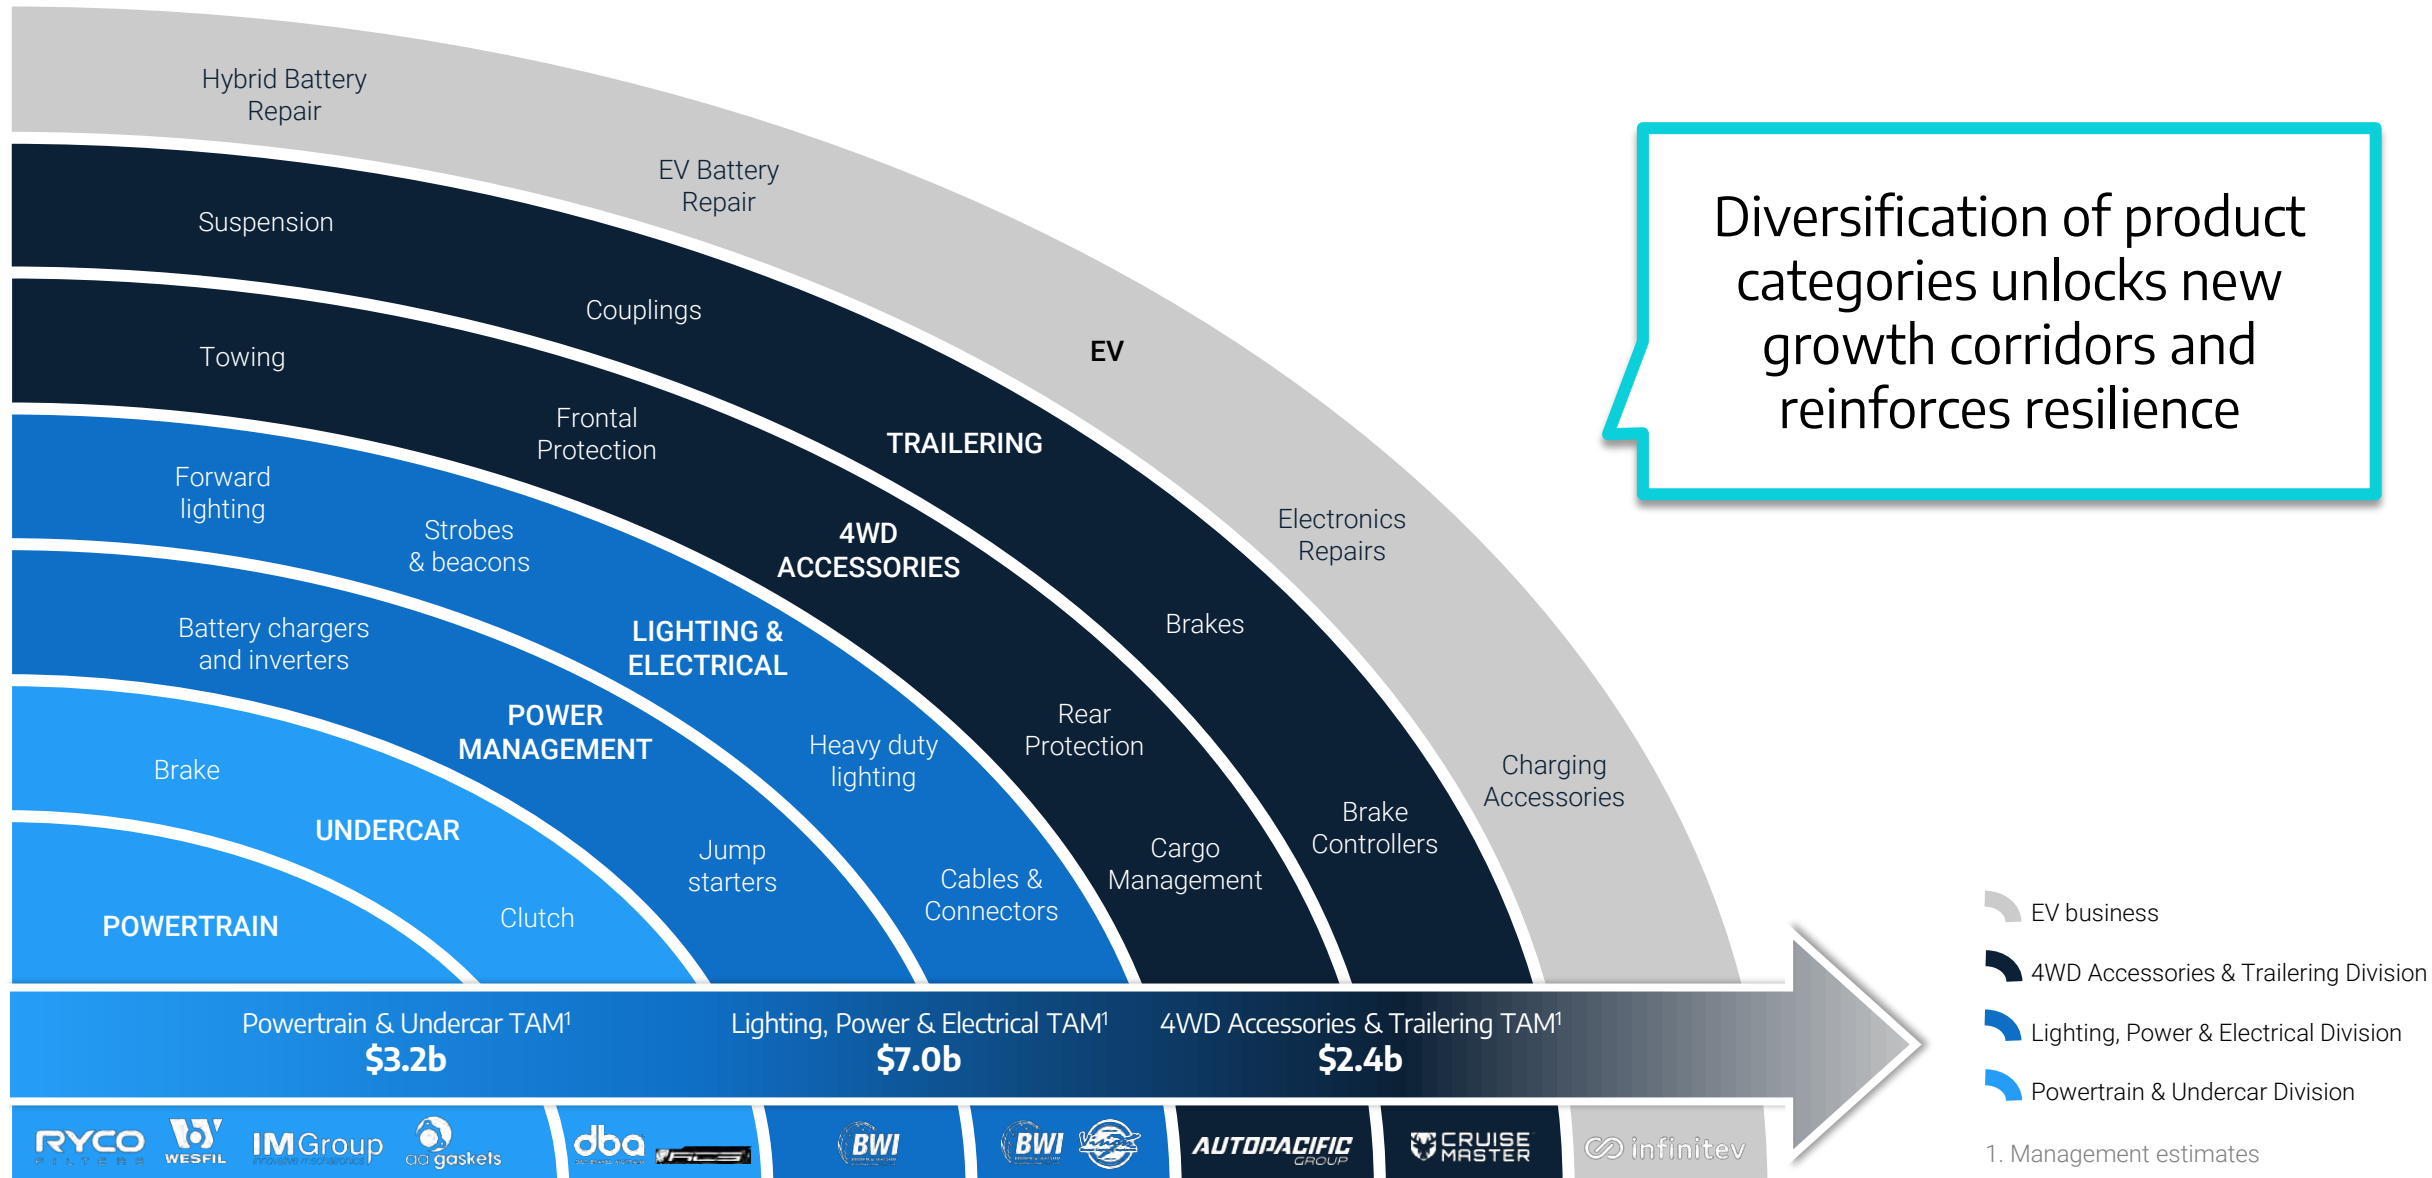 Hybrid Battery
Repair
EV Battery
Repair
EV
Electronics
Repairs
Charging
Accessories
Suspension
Couplings
TRAILERING
Brakes
Brake
Controllers
Towing
Frontal
Protection
4WD
ACCESSORIES
Rear
Protection
Cargo
Management
Forward
lighting
Strobes
& beacons
LIGHTING &
ELECTRICAL
Heavy duty
lighting
Cables &
Connectors
Battery chargers
and inverters
POWER
MANAGEMENT
Jump
starters
Brake
UNDERCAR
Clutch
POWERTRAIN
Diversification of product
categories unlocks new
growth corridors and
reinforces resilience
Powertrain & Undercar TAM¹
$3.2b
Lighting, Power & Electrical TAM¹
$7.0b
4WD Accessories & Trailering TAM¹
$2.4b
RYCO
FILTERS
WESFIL
IMGroup
innovative mechatronics
aa gaskets
dba
BWI
BWI
Vision
AUTOPACIFIC
GROUP
CRUISE
MASTER
infinitev
EV business
4WD Accessories & Trailering Division
Lighting, Power & Electrical Division
Powertrain & Undercar Division
1. Management estimates